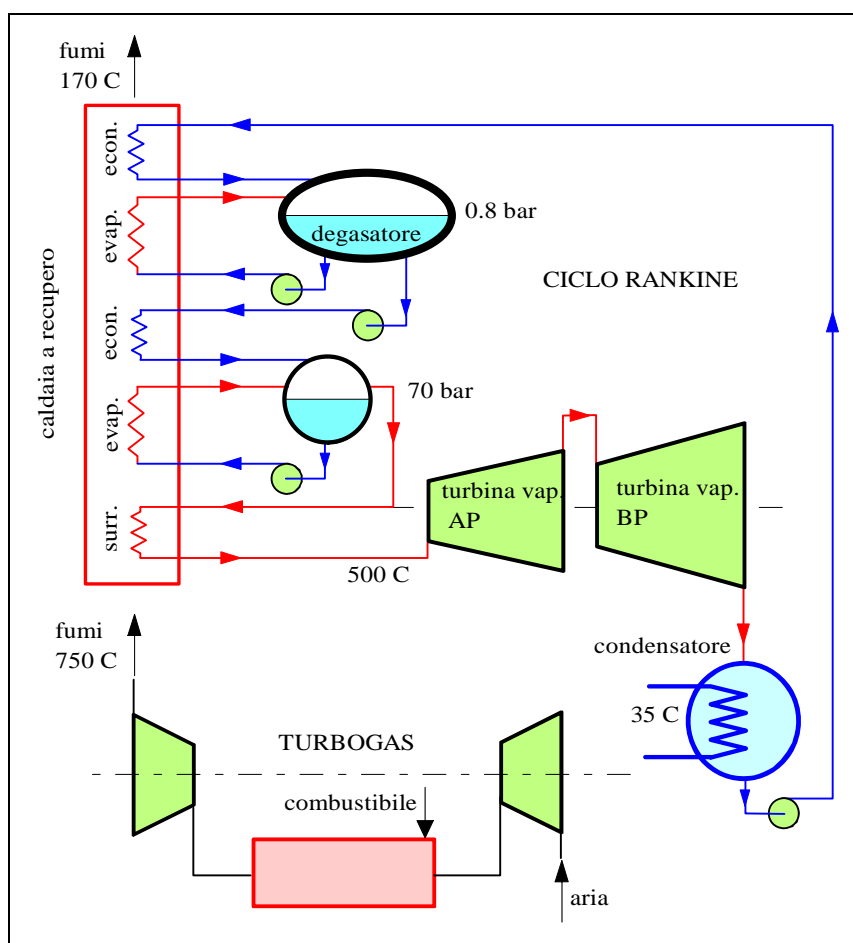 fumi
170 C
econ.
evap.
econ.
evap.
surr.
caldaia a recupero
degasatore
0.8 bar
CICLO RANKINE
70 bar
turbina vap.
AP
turbina vap.
BP
500 C
fumi
750 C
condensatore
35 C
TURBOGAS
combustibile
aria